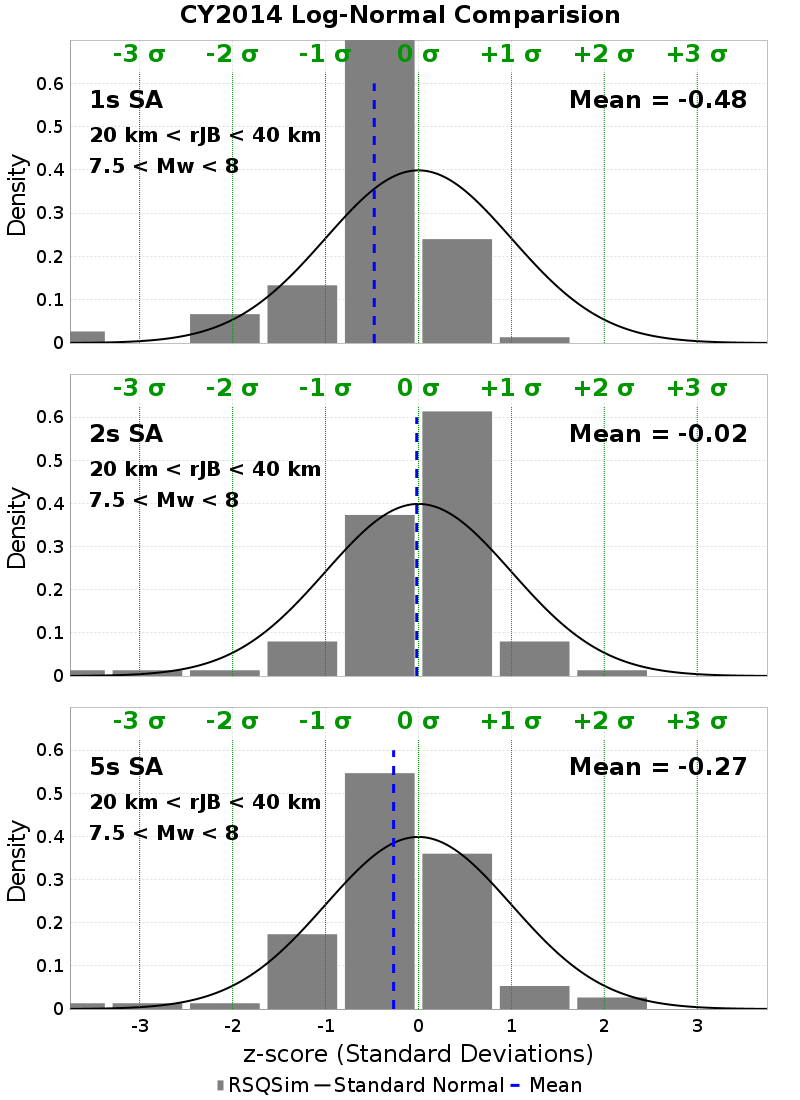 CY2014 Log-Normal Comparision
-3 σ -2 σ -1 σ 0 σ +1 σ +2 σ +3 σ
0.6
1s SA Mean = -0.48
20 km < rJB < 40 km
0.5
7.5 < Mw < 8
0.4
Density
0.3
0.2
0.1
0
-3 σ -2 σ -1 σ 0 σ +1 σ +2 σ +3 σ
0.6
2s SA Mean = -0.02
20 km < rJB < 40 km
0.5
7.5 < Mw < 8
0.4
Density
0.3
0.2
0.1
0
-3 σ -2 σ -1 σ 0 σ +1 σ +2 σ +3 σ
0.6
5s SA Mean = -0.27
20 km < rJB < 40 km
0.5
7.5 < Mw < 8
0.4
Density
0.3
0.2
0.1
0
-3 -2 -1 0 1 2 3
z-score (Standard Deviations)
RSQSim Standard Normal Mean